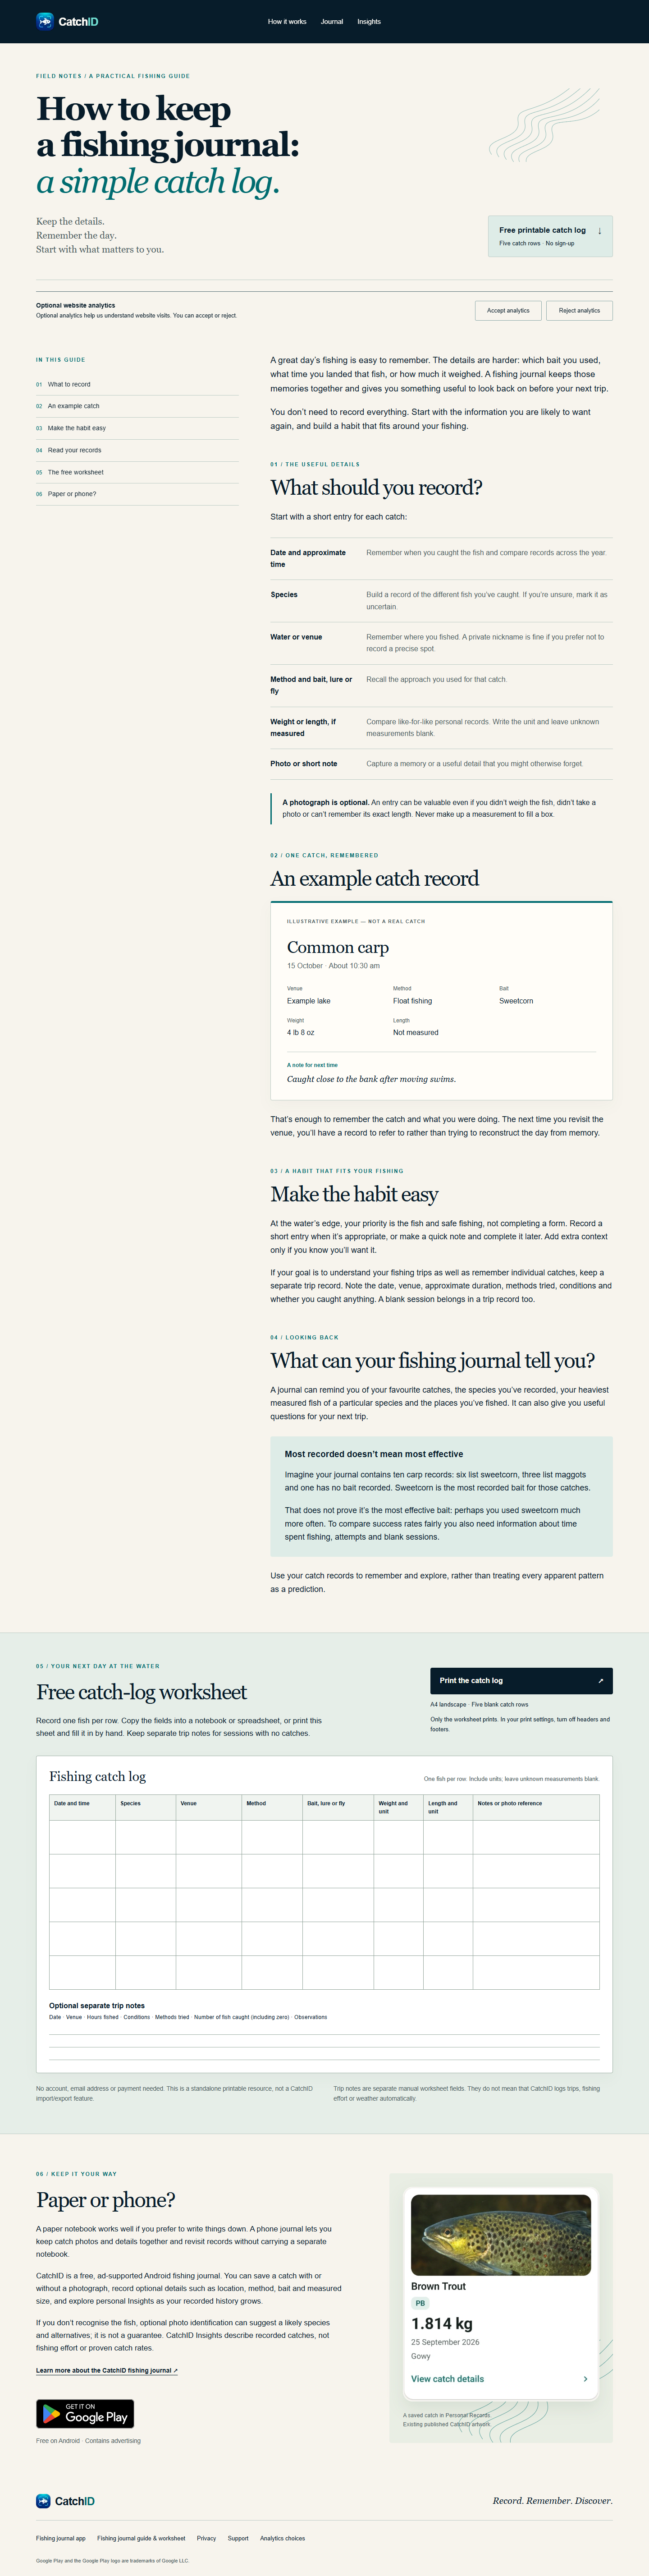 CatchID
How it works
Journal
Insights
FIELD NOTES / A PRACTICAL FISHING GUIDE
How to keep
a fishing journal:
a simple catch log.
Keep the details.
Remember the day.
Start with what matters to you.
Free printable catch log ↓
Five catch rows · No sign-up
Optional website analytics
Optional analytics help us understand website visits. You can accept or reject.
Accept analytics
Reject analytics
IN THIS GUIDE
01 What to record
02 An example catch
03 Make the habit easy
04 Read your records
05 The free worksheet
06 Paper or phone?
A great day’s fishing is easy to remember. The details are harder: which bait you used,
what time you landed that fish, or how much it weighed. A fishing journal keeps those
memories together and gives you something useful to look back on before your next trip.
You don’t need to record everything. Start with the information you are likely to want
again, and build a habit that fits around your fishing.
01 / THE USEFUL DETAILS
What should you record?
Start with a short entry for each catch:
Date and approximate
time
Remember when you caught the fish and compare records across the year.
Species
Build a record of the different fish you’ve caught. If you’re unsure, mark it as
uncertain.
Water or venue
Remember where you fished. A private nickname is fine if you prefer not to
record a precise spot.
Method and bait, lure or
fly
Recall the approach you used for that catch.
Weight or length, if
measured
Compare like-for-like personal records. Write the unit and leave unknown
measurements blank.
Photo or short note
Capture a memory or a useful detail that you might otherwise forget.
A photograph is optional. An entry can be valuable even if you didn’t weigh the fish, didn’t take a
photo or can’t remember its exact length. Never make up a measurement to fill a box.
02 / ONE CATCH, REMEMBERED
An example catch record
ILLUSTRATIVE EXAMPLE — NOT A REAL CATCH
Common carp
15 October · About 10:30 am
Venue
Method
Bait
Example lake
Float fishing
Sweetcorn
Weight
Length
4 lb 8 oz
Not measured
A note for next time
Caught close to the bank after moving swims.
That’s enough to remember the catch and what you were doing. The next time you revisit the
venue, you’ll have a record to refer to rather than trying to reconstruct the day from memory.
03 / A HABIT THAT FITS YOUR FISHING
Make the habit easy
At the water’s edge, your priority is the fish and safe fishing, not completing a form. Record a
short entry when it’s appropriate, or make a quick note and complete it later. Add extra context
only if you know you’ll want it.
If your goal is to understand your fishing trips as well as remember individual catches, keep a
separate trip record. Note the date, venue, approximate duration, methods tried, conditions and
whether you caught anything. A blank session belongs in a trip record too.
04 / LOOKING BACK
What can your fishing journal tell you?
A journal can remind you of your favourite catches, the species you’ve recorded, your heaviest
measured fish of a particular species and the places you’ve fished. It can also give you useful
questions for your next trip.
Most recorded doesn’t mean most effective
Imagine your journal contains ten carp records: six list sweetcorn, three list maggots
and one has no bait recorded. Sweetcorn is the most recorded bait for those catches.
That does not prove it’s the most effective bait: perhaps you used sweetcorn much
more often. To compare success rates fairly you also need information about time
spent fishing, attempts and blank sessions.
Use your catch records to remember and explore, rather than treating every apparent pattern
as a prediction.
05 / YOUR NEXT DAY AT THE WATER
Free catch-log worksheet
Record one fish per row. Copy the fields into a notebook or spreadsheet, or print this
sheet and fill it in by hand. Keep separate trip notes for sessions with no catches.
Print the catch log ↗
A4 landscape · Five blank catch rows
Only the worksheet prints. In your print settings, turn off headers and
footers.
Fishing catch log
One fish per row. Include units; leave unknown measurements blank.
Date and time
Species
Venue
Method
Bait, lure or fly
Weight and
unit
Length and
unit
Notes or photo reference
Optional separate trip notes
Date · Venue · Hours fished · Conditions · Methods tried · Number of fish caught (including zero) · Observations
No account, email address or payment needed. This is a standalone printable resource, not a CatchID
import/export feature.
Trip notes are separate manual worksheet fields. They do not mean that CatchID logs trips, fishing
effort or weather automatically.
06 / KEEP IT YOUR WAY
Paper or phone?
A paper notebook works well if you prefer to write things down. A phone journal lets you
keep catch photos and details together and revisit records without carrying a separate
notebook.
CatchID is a free, ad-supported Android fishing journal. You can save a catch with or
without a photograph, record optional details such as location, method, bait and measured
size, and explore personal Insights as your recorded history grows.
If you don’t recognise the fish, optional photo identification can suggest a likely species
and alternatives; it is not a guarantee. CatchID Insights describe recorded catches, not
fishing effort or proven catch rates.
Learn more about the CatchID fishing journal ↗
GET IT ON
Google Play
Free on Android · Contains advertising
Brown Trout
PB
1.814 kg
25 September 2026
Gowy
View catch details
A saved catch in Personal Records.
Existing published CatchID artwork.
CatchID
Record. Remember. Discover.
Fishing journal app
Fishing journal guide & worksheet
Privacy
Support
Analytics choices
Google Play and the Google Play logo are trademarks of Google LLC.